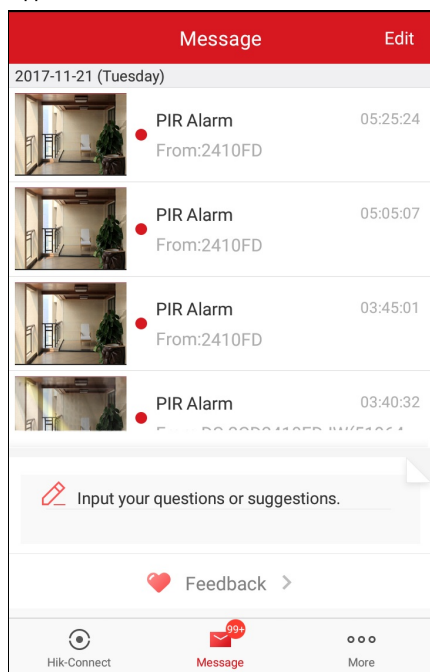 Message
Edit
2017-11-21 (Tuesday)
PIR Alarm
05:25:24
From:2410FD
PIR Alarm
05:05:07
From:2410FD
PIR Alarm
03:45:01
From:2410FD
PIR Alarm
03:40:32
Input your questions or suggestions.
Feedback
99+
Hik-Connect
Message
More